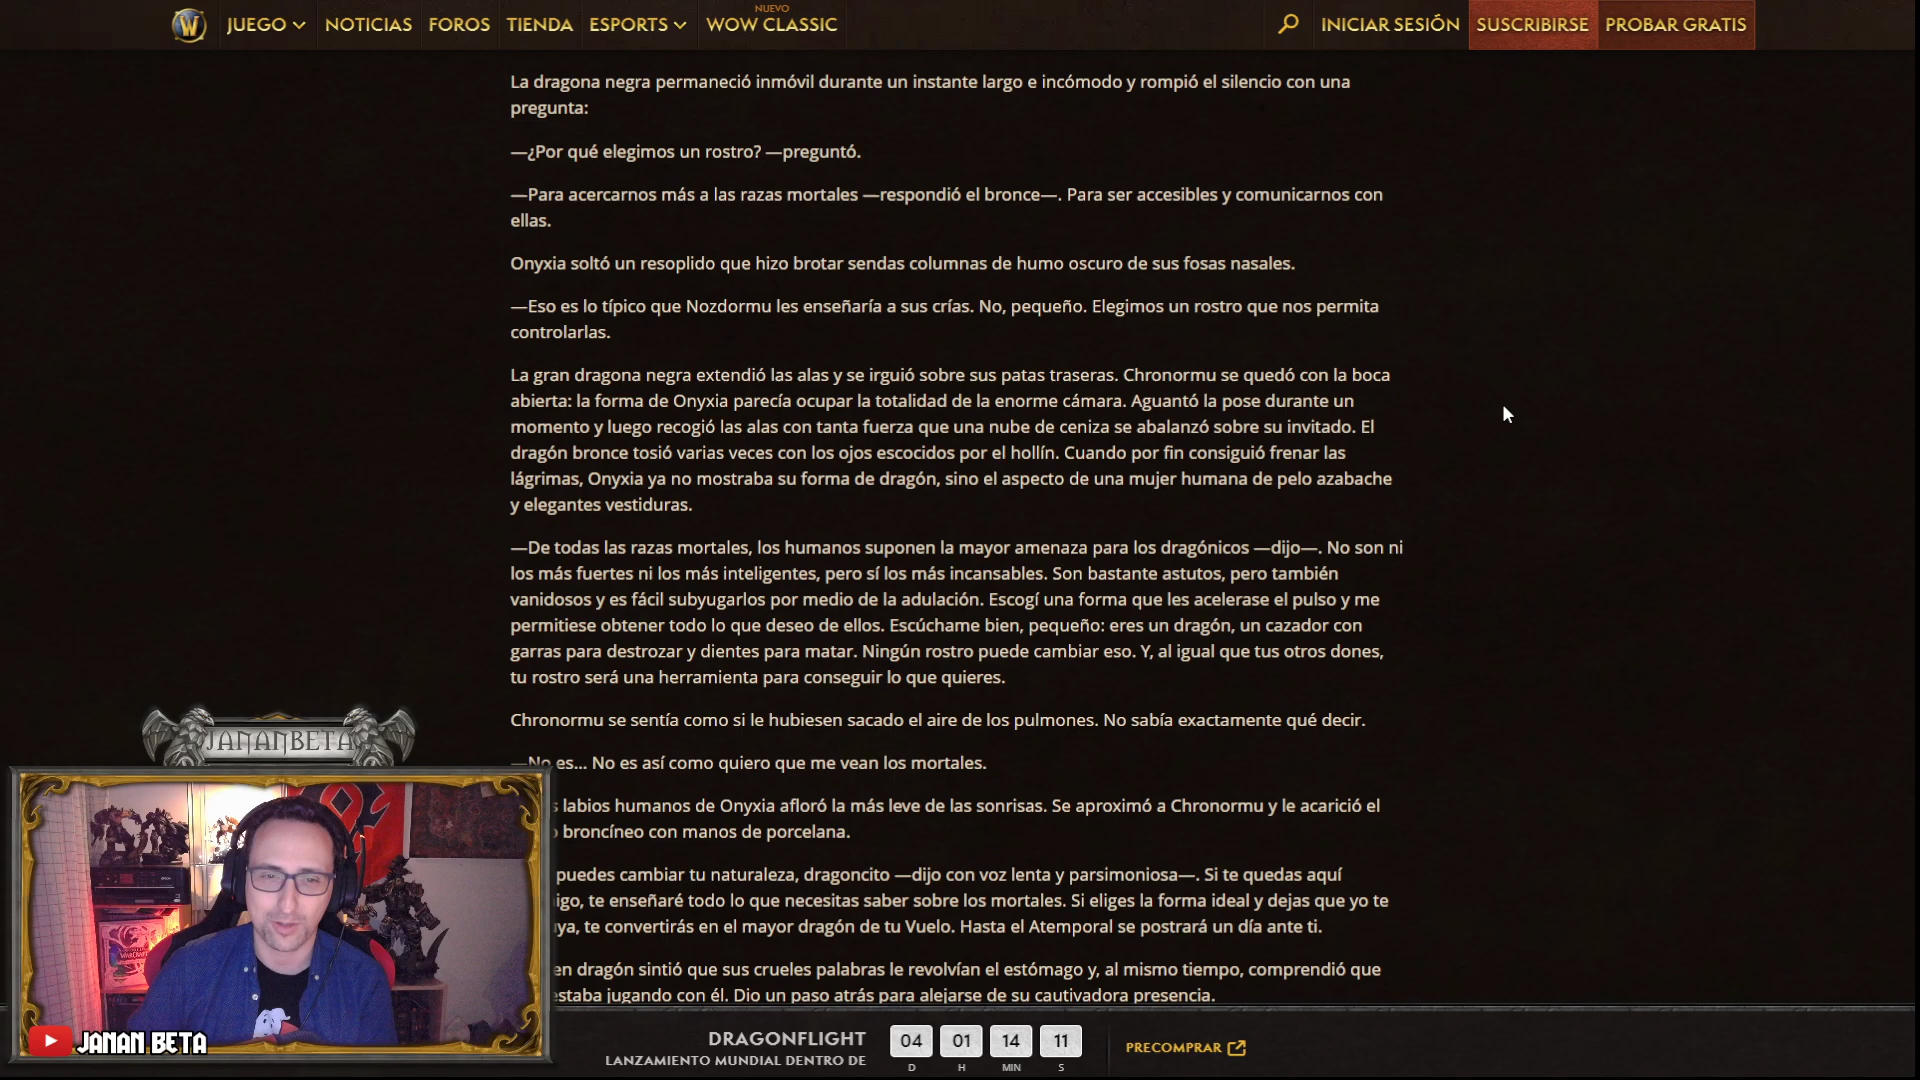 JUEGO
NOTICIAS
FOROS
TIENDA
ESPORTS
NUEVO
WOW CLASSIC
INICIAR SESIÓN
SUSCRIBIRSE
PROBAR GRATIS
La dragona negra permaneció inmóvil durante un instante largo e incómodo y rompió el silencio con una
pregunta:
—¿Por qué elegimos un rostro? —preguntó.
—Para acercarnos más a las razas mortales —respondió el bronce—. Para ser accesibles y comunicarnos con
ellas.
Onyxia soltó un resoplido que hizo brotar sendas columnas de humo oscuro de sus fosas nasales.
—Eso es lo típico que Nozdormu les enseñaría a sus crías. No, pequeño. Elegimos un rostro que nos permita
controlarlas.
La gran dragona negra extendió las alas y se irguió sobre sus patas traseras. Chronormu se quedó con la boca
abierta: la forma de Onyxia parecía ocupar la totalidad de la enorme cámara. Aguantó la pose durante un
momento y luego recogió las alas con tanta fuerza que una nube de ceniza se abalanzó sobre su invitado. El
dragón bronce tosió varias veces con los ojos escocidos por el hollín. Cuando por fin consiguió frenar las
lágrimas, Onyxia ya no mostraba su forma de dragón, sino el aspecto de una mujer humana de pelo azabache
y elegantes vestiduras.
—De todas las razas mortales, los humanos suponen la mayor amenaza para los dragónicos —dijo—. No son ni
los más fuertes ni los más inteligentes, pero sí los más incansables. Son bastante astutos, pero también
vanidosos y es fácil subyugarlos por medio de la adulación. Escogí una forma que les acelerase el pulso y me
permitiese obtener todo lo que deseo de ellos. Escúchame bien, pequeño: eres un dragón, un cazador con
garras para destrozar y dientes para matar. Ningún rostro puede cambiar eso. Y, al igual que tus otros dones,
tu rostro será una herramienta para conseguir lo que quieres.
Chronormu se sentía como si le hubiesen sacado el aire de los pulmones. No sabía exactamente qué decir.
—No es... No es así como quiero que me vean los mortales.
labios humanos de Onyxia afloró la más leve de las sonrisas. Se aproximó a Chronormu y le acarició el
broncíneo con manos de porcelana.
puedes cambiar tu naturaleza, dragoncito —dijo con voz lenta y parsimoniosa—. Si te quedas aquí
igo, te enseñaré todo lo que necesitas saber sobre los mortales. Si eliges la forma ideal y dejas que yo te
uya, te convertirás en el mayor dragón de tu Vuelo. Hasta el Atemporal se postrará un día ante ti.
en dragón sintió que sus crueles palabras le revolvían el estómago y, al mismo tiempo, comprendió que
estaba jugando con él. Dio un paso atrás para alejarse de su cautivadora presencia.
JANANBETA
JANAN BETA
DRAGONFLIGHT
LANZAMIENTO MUNDIAL DENTRO DE
04 01 14 11
D H MIN S
PRECOMPRAR